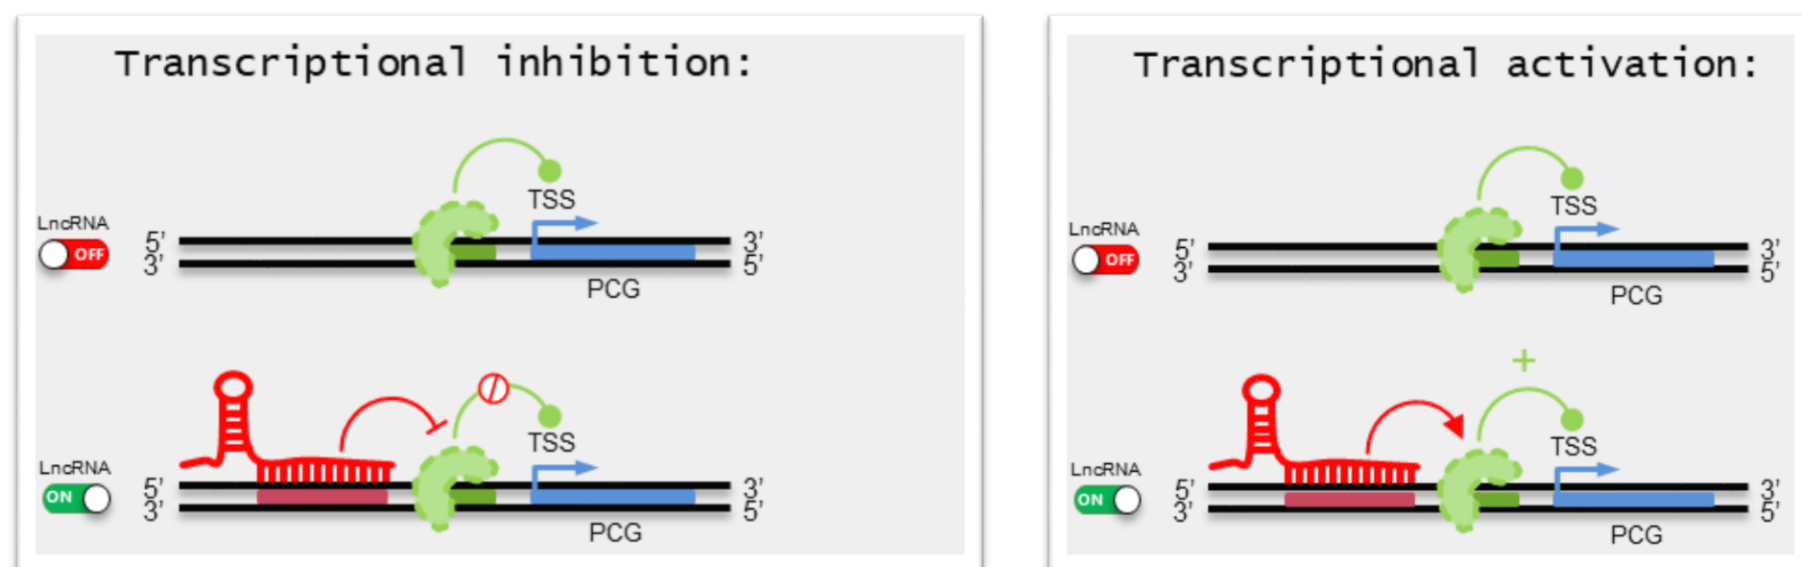 Transcriptional inhibition:
TSS
LncRNA
OFF
5’ 3’
3’ 5’
PCG
TSS
LncRNA
ON
5’ 3’
3’ 5’
PCG
Transcriptional activation:
TSS
LncRNA
OFF
5’ 3’
3’ 5’
PCG
+
TSS
LncRNA
ON
5’ 3’
3’ 5’
PCG